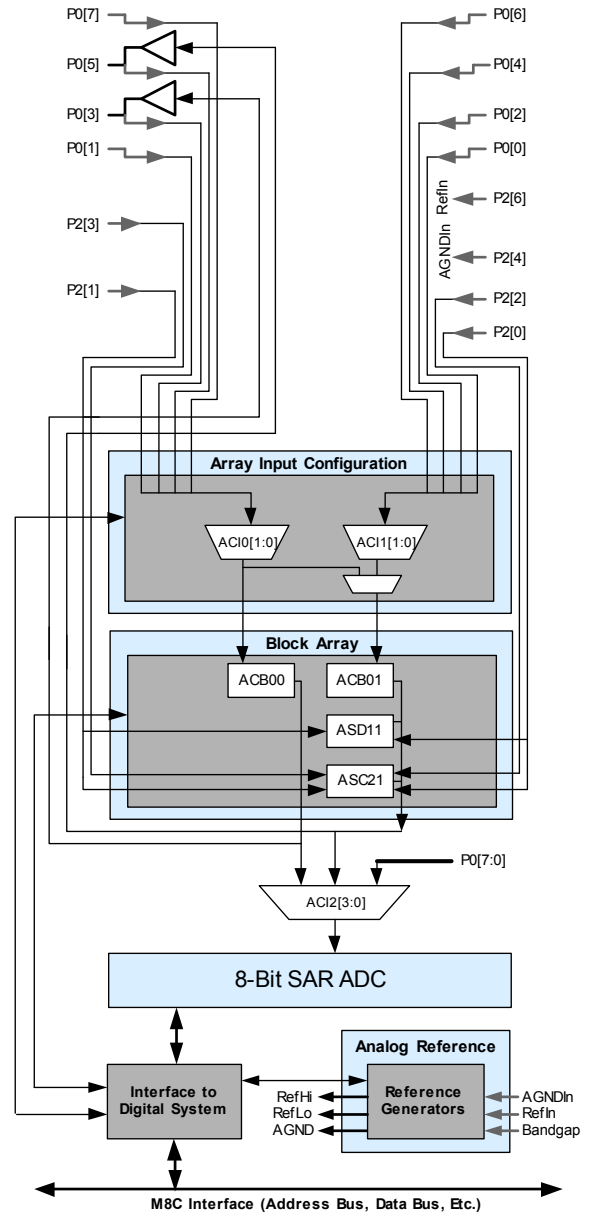 P0[7]
P0[6]
P0[5]
P0[4]
P0[3]
P0[2]
P0[1]
P0[0]
P2[6]
RefIn
P2[3]
P2[4]
AGNDIn
P2[1]
P2[2]
P2[0]
Array Input Configuration
ACI0[1:0]
ACI1[1:0]
Block Array
ACB00
ACB01
ASD11
ASC21
P0[7:0]
ACI2[3:0]
8-Bit SAR ADC
Analog Reference
Interface to
Digital System
Reference
Generators
RefHi
RefLo
AGND
AGNDIn
RefIn
Bandgap
M8C Interface (Address Bus, Data Bus, Etc.)